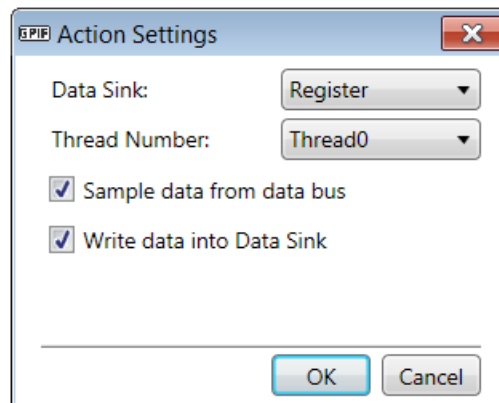 GPIF Action Settings
Data Sink: Register
Thread Number: Thread0
Sample data from data bus
Write data into Data Sink
OK Cancel